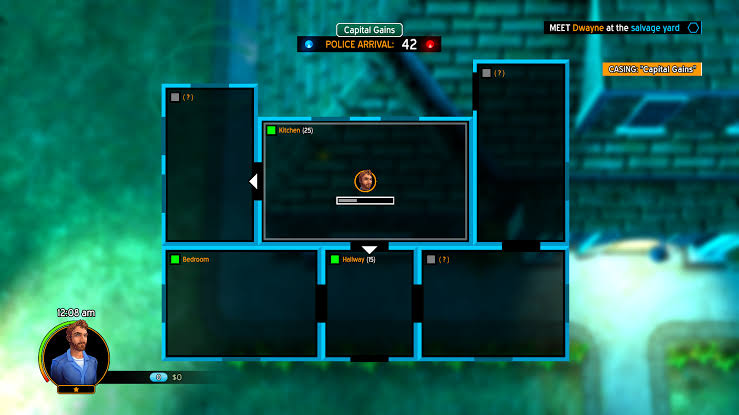 Capital Gains
POLICE ARRIVAL: 42
MEET Dwayne at the salvage yard
CASING: "Capital Gains"
(?)
(?)
Kitchen (25)
Bedroom
Hallway (15)
(?)
12:08 am
0 $0